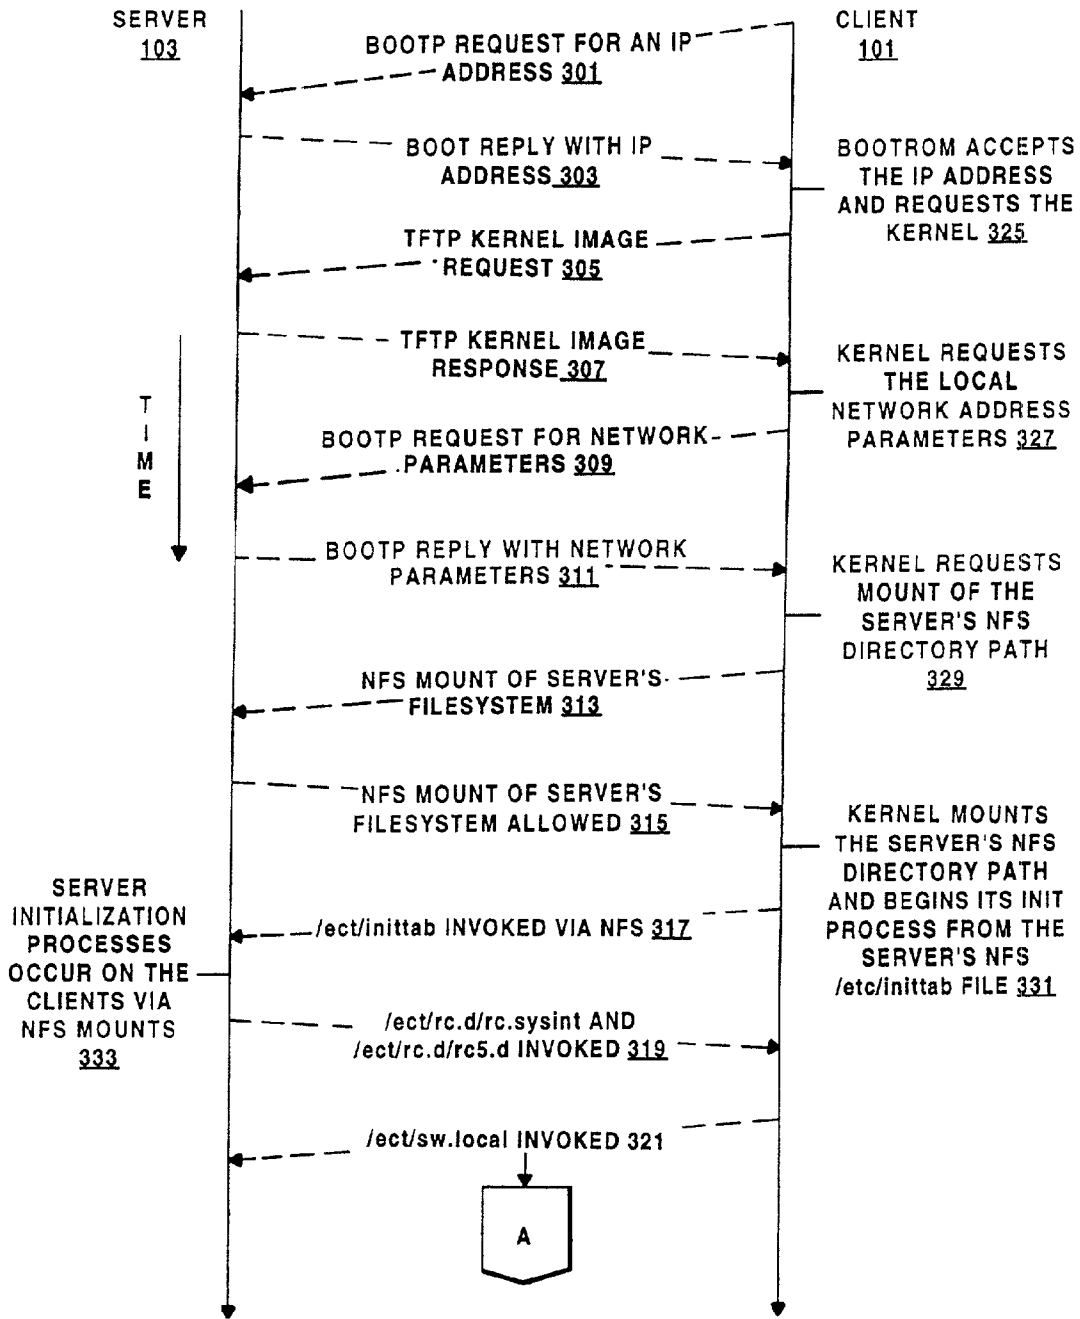 SERVER
103
CLIENT
101
BOOTP REQUEST FOR AN IP
ADDRESS 301
BOOT REPLY WITH IP
ADDRESS 303
BOOTROM ACCEPTS
THE IP ADDRESS
AND REQUESTS THE
KERNEL 325
TFTP KERNEL IMAGE
REQUEST 305
TFTP KERNEL IMAGE
RESPONSE 307
KERNEL REQUESTS
THE LOCAL
NETWORK ADDRESS
PARAMETERS 327
TIME
BOOTP REQUEST FOR NETWORK
PARAMETERS 309
BOOTP REPLY WITH NETWORK
PARAMETERS 311
KERNEL REQUESTS
MOUNT OF THE
SERVER'S NFS
DIRECTORY PATH
329
NFS MOUNT OF SERVER'S
FILESYSTEM 313
NFS MOUNT OF SERVER'S
FILESYSTEM ALLOWED 315
KERNEL MOUNTS
THE SERVER'S NFS
DIRECTORY PATH
AND BEGINS ITS INIT
PROCESS FROM THE
SERVER'S NFS
/etc/inittab FILE 331
SERVER
INITIALIZATION
PROCESSES
OCCUR ON THE
CLIENTS VIA
NFS MOUNTS
333
/ect/inittab INVOKED VIA NFS 317
/ect/rc.d/rc.sysint AND
/ect/rc.d/rc5.d INVOKED 319
/ect/sw.local INVOKED 321
A